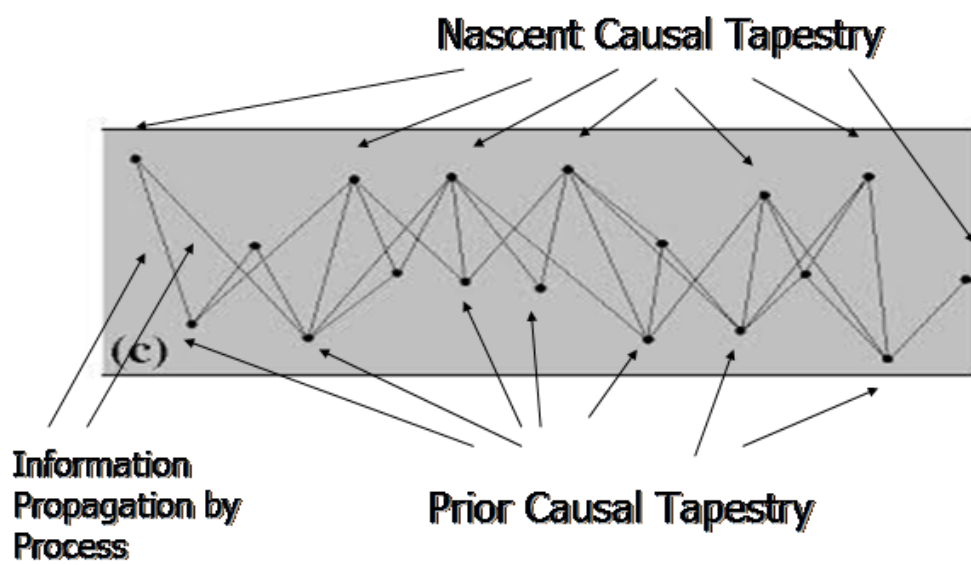 Nascent Causal Tapestry
(c)
Information
Propagation by
Process
Prior Causal Tapestry